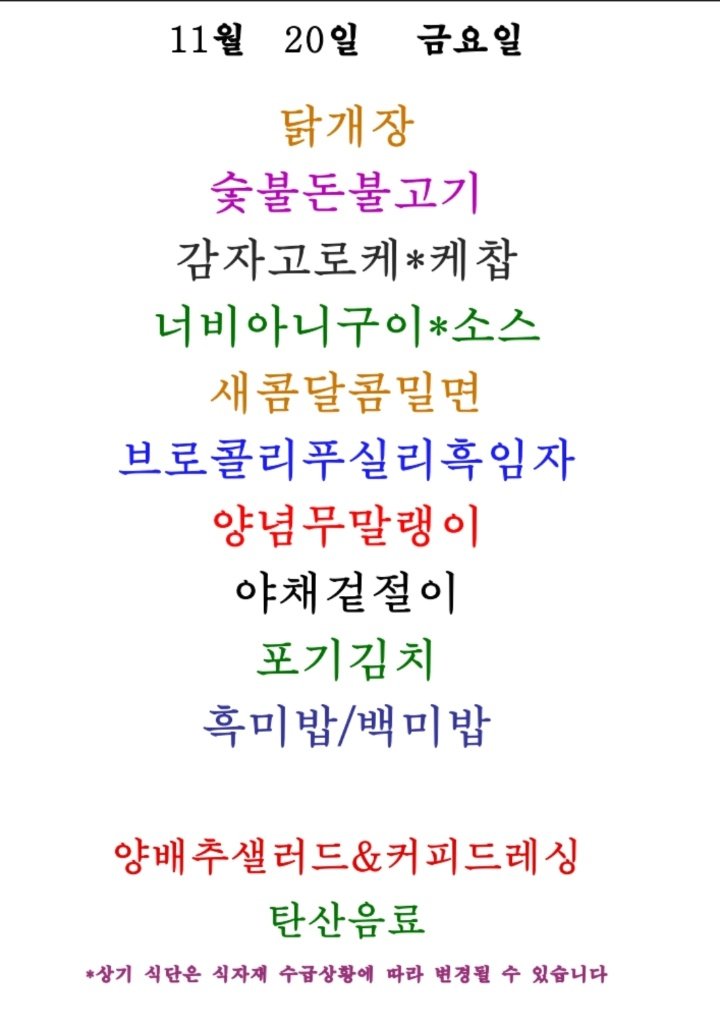 11월 20일 금요일
닭개장
숯불돈불고기
감자고로케*케찹
너비아니구이*소스
새콤달콤밀면
브로콜리푸실리흑임자
양념무말랭이
야채겉절이
포기김치
흑미밥/백미밥
양배추샐러드&커피드레싱
탄산음료
*상기 식단은 식자재 수급상황에 따라 변경될 수 있습니다